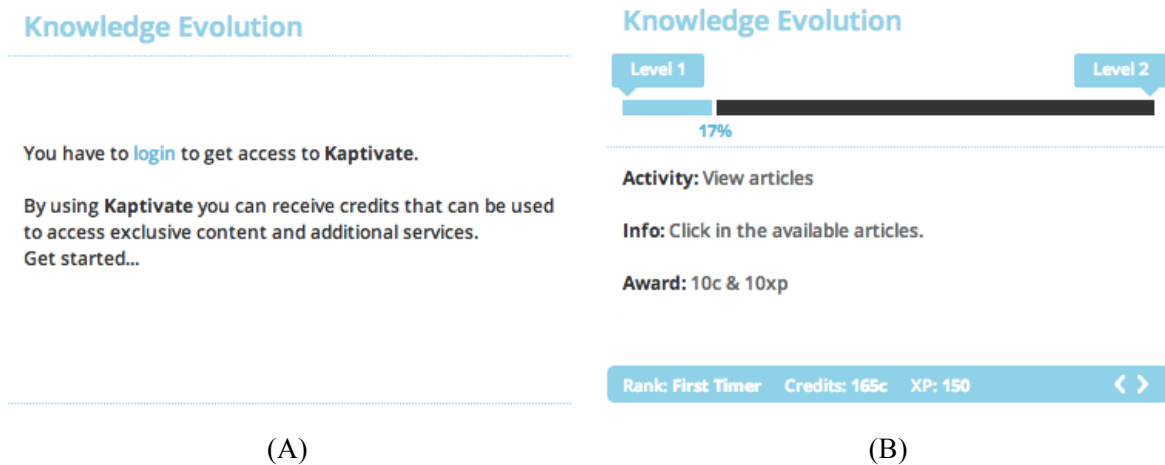 Knowledge Evolution
You have to login to get access to Kaptivate.
By using Kaptivate you can receive credits that can be used
to access exclusive content and additional services.
Get started...
(A)
Knowledge Evolution
Level 1
Level 2
17%
Activity: View articles
Info: Click in the available articles.
Award: 10c & 10xp
Rank: First Timer Credits: 165c XP: 150
(B)